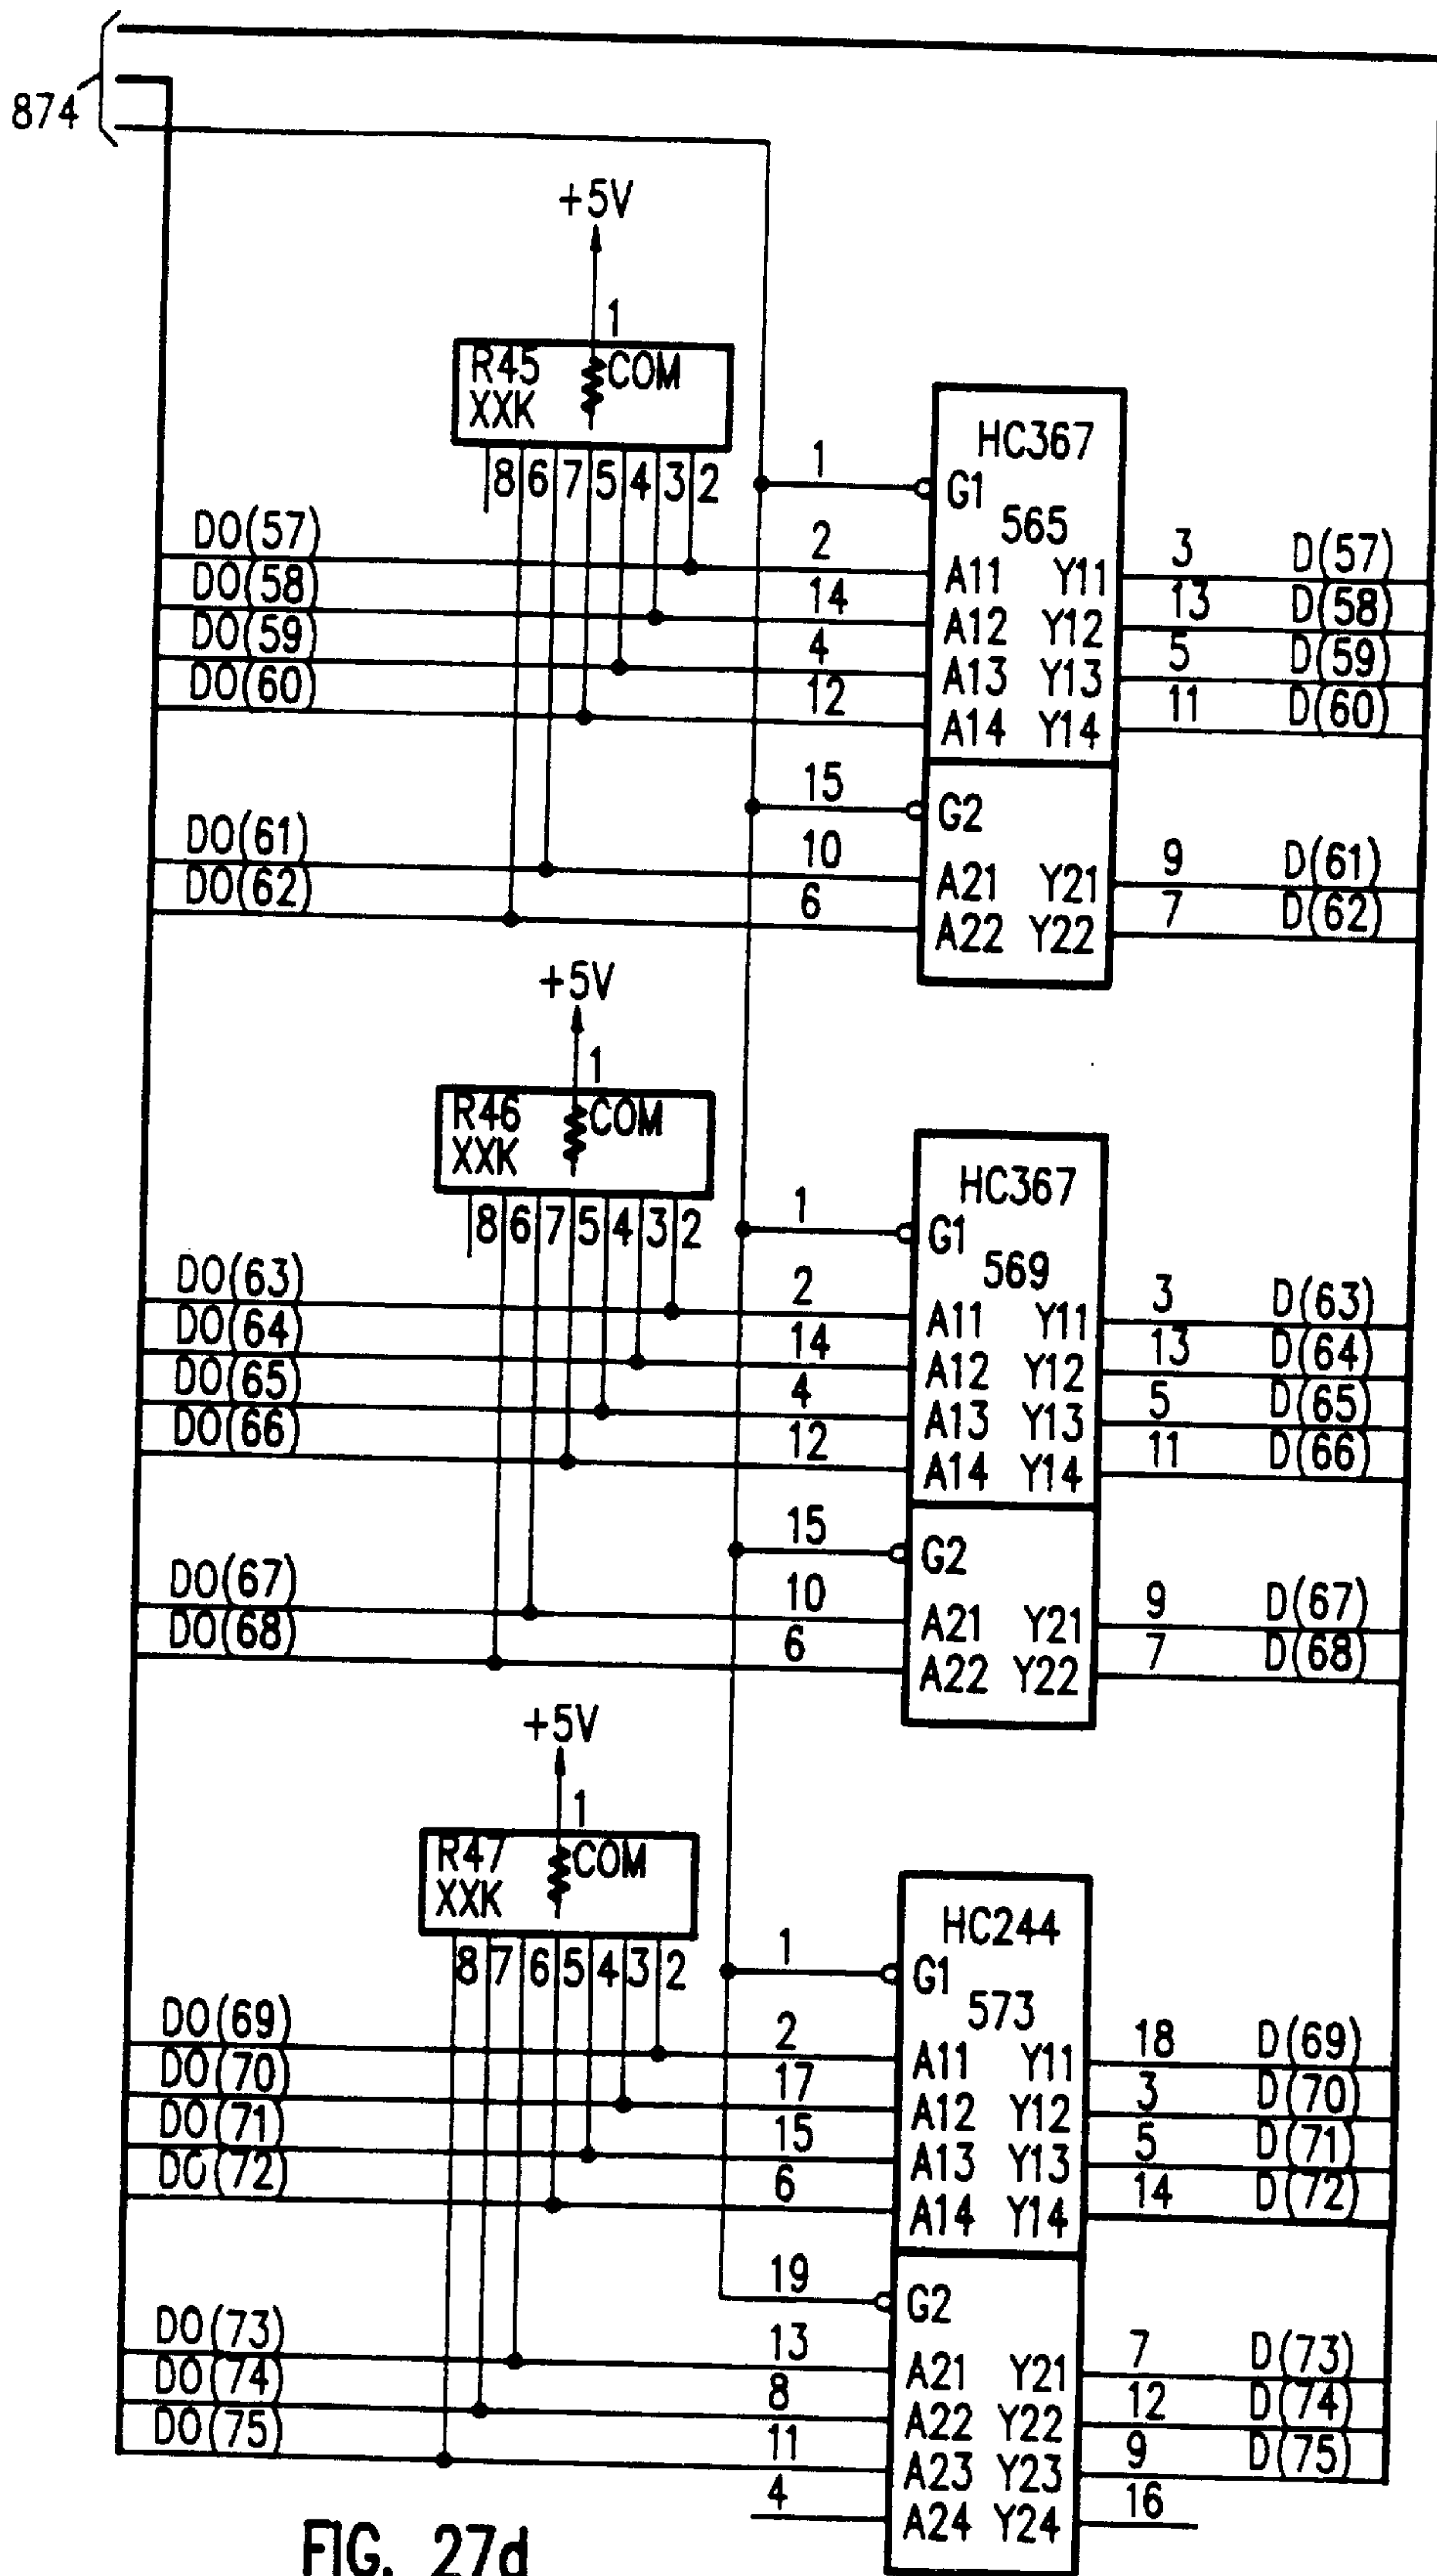 874
+5V
1
R45 COM
XXK
8 6 7 5 4 3 2
HC367
1 G1
565
DO(57) 2 A11 Y11 3 D(57)
DO(58) 14 A12 Y12 13 D(58)
DO(59) 4 A13 Y13 5 D(59)
DO(60) 12 A14 Y14 11 D(60)
15 G2
DO(61) 10 A21 Y21 9 D(61)
DO(62) 6 A22 Y22 7 D(62)
+5V
1
R46 COM
XXK
8 6 7 5 4 3 2
HC367
1 G1
569
DO(63) 2 A11 Y11 3 D(63)
DO(64) 14 A12 Y12 13 D(64)
DO(65) 4 A13 Y13 5 D(65)
DO(66) 12 A14 Y14 11 D(66)
15 G2
DO(67) 10 A21 Y21 9 D(67)
DO(68) 6 A22 Y22 7 D(68)
+5V
1
R47 COM
XXK
8 7 6 5 4 3 2
HC244
1 G1
573
DO(69) 2 A11 Y11 18 D(69)
DO(70) 17 A12 Y12 3 D(70)
DO(71) 15 A13 Y13 5 D(71)
DO(72) 6 A14 Y14 14 D(72)
19 G2
DO(73) 13 A21 Y21 7 D(73)
DO(74) 8 A22 Y22 12 D(74)
DO(75) 11 A23 Y23 9 D(75)
4 A24 Y24 16
FIG. 27d